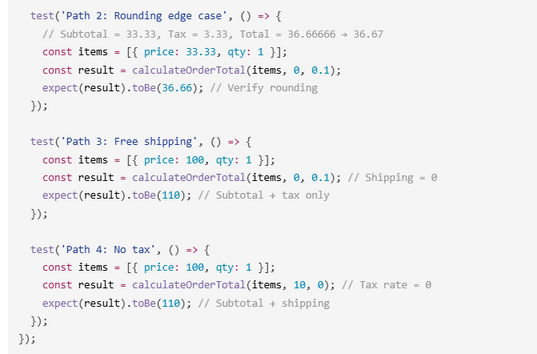 test('Path 2: Rounding edge case', () => {
// Subtotal = 33.33, Tax = 3.33, Total = 36.66666 → 36.67
const items = [{ price: 33.33, qty: 1 }];
const result = calculateOrderTotal(items, 0, 0.1);
expect(result).toBe(36.66); // Verify rounding
});
test('Path 3: Free shipping', () => {
const items = [{ price: 100, qty: 1 }];
const result = calculateOrderTotal(items, 0, 0.1); // Shipping = 0
expect(result).toBe(110); // Subtotal + tax only
});
test('Path 4: No tax', () => {
const items = [{ price: 100, qty: 1 }];
const result = calculateOrderTotal(items, 10, 0); // Tax rate = 0
expect(result).toBe(110); // Subtotal + shipping
});
});